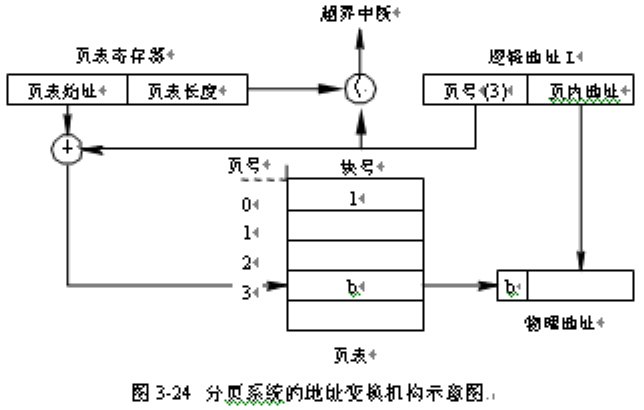 越界中断
页表寄存器
逻辑地址 L
页表始址 页表长度
页号(3) 页内地址
+
页号 块号
0 1
1
2
3 b
b
物理地址
页表
图 3-24 分页系统的地址变换机构示意图